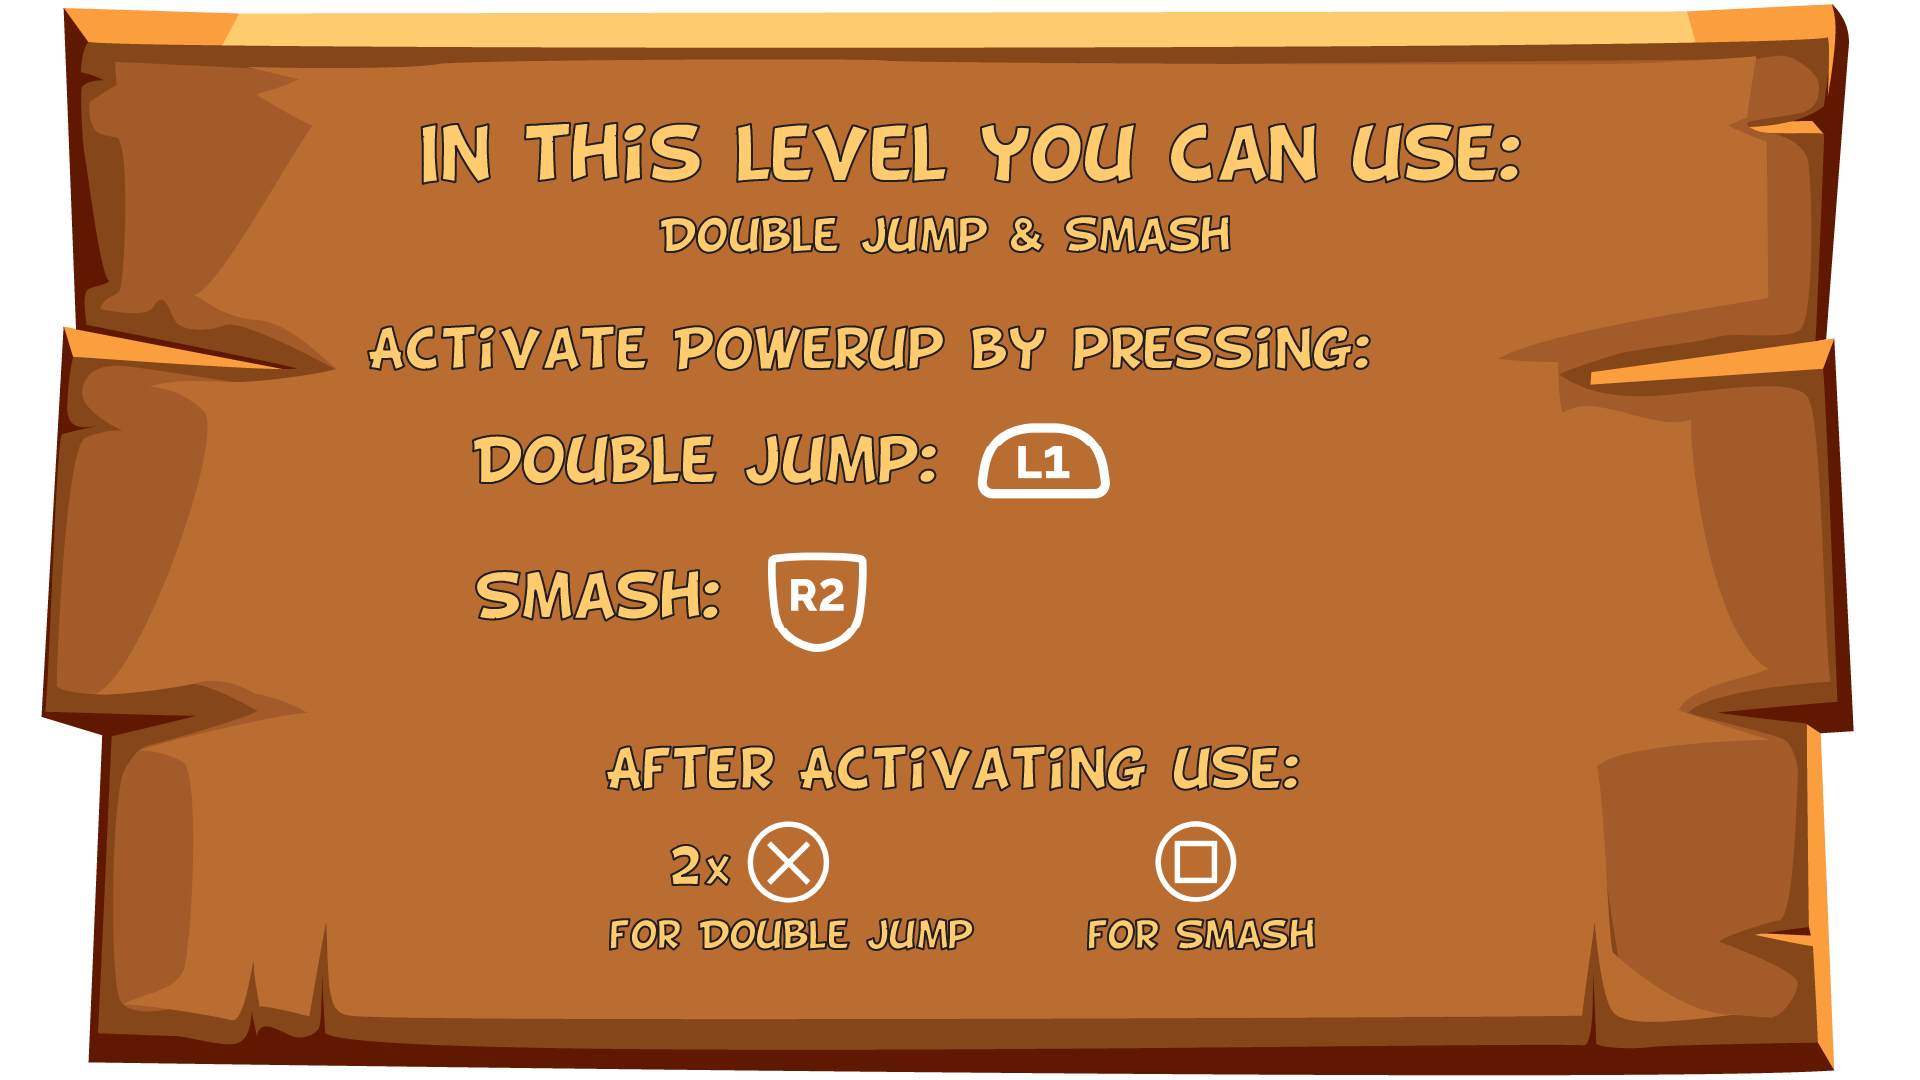 IN THIS LEVEL YOU CAN USE:
DOUBLE JUMP & SMASH
ACTIVATE POWERUP BY PRESSING:
DOUBLE JUMP: L1
SMASH: R2
AFTER ACTIVATING USE:
2x
FOR DOUBLE JUMP FOR SMASH